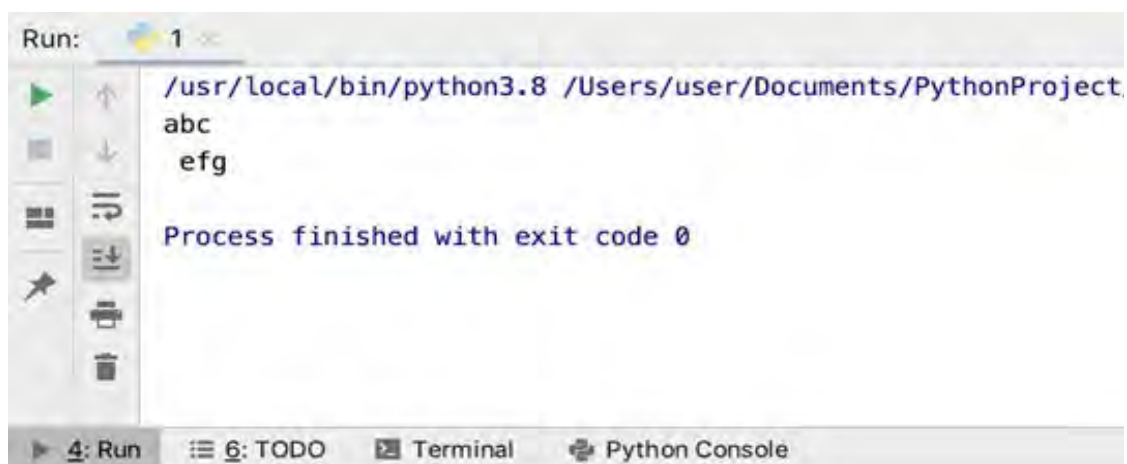 Run: 1
/usr/local/bin/python3.8 /Users/user/Documents/PythonProject/
abc
 efg
Process finished with exit code 0
4: Run 6: TODO Terminal Python Console